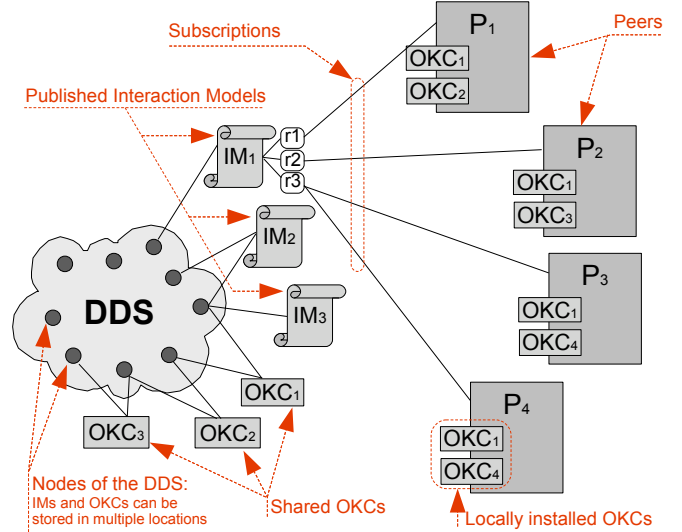 Subscriptions
P1
Peers
OKC1
OKC2
Published Interaction Models
r1
IM1
r2
r3
P2
OKC1
OKC3
IM2
P3
OKC1
OKC4
DDS
IM3
OKC1
P4
OKC3
OKC2
OKC1
OKC4
Nodes of the DDS:
IMs and OKCs can be
stored in multiple locations
Shared OKCs
Locally installed OKCs